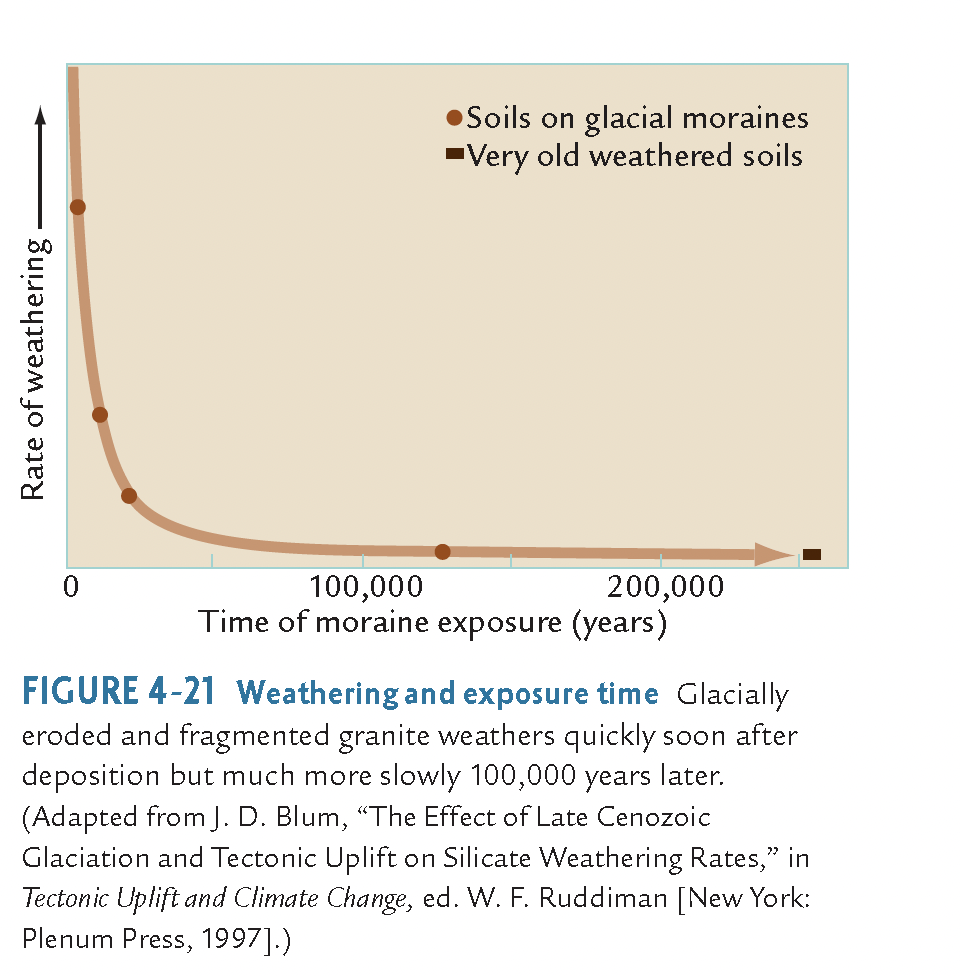 Soils on glacial moraines
Very old weathered soils
Rate of weathering
0 100,000 200,000
Time of moraine exposure (years)
FIGURE 4-21 Weathering and exposure time Glacially
eroded and fragmented granite weathers quickly soon after
deposition but much more slowly 100,000 years later.
(Adapted from J. D. Blum, “The Effect of Late Cenozoic
Glaciation and Tectonic Uplift on Silicate Weathering Rates,” in
Tectonic Uplift and Climate Change, ed. W. F. Ruddiman [New York:
Plenum Press, 1997].)